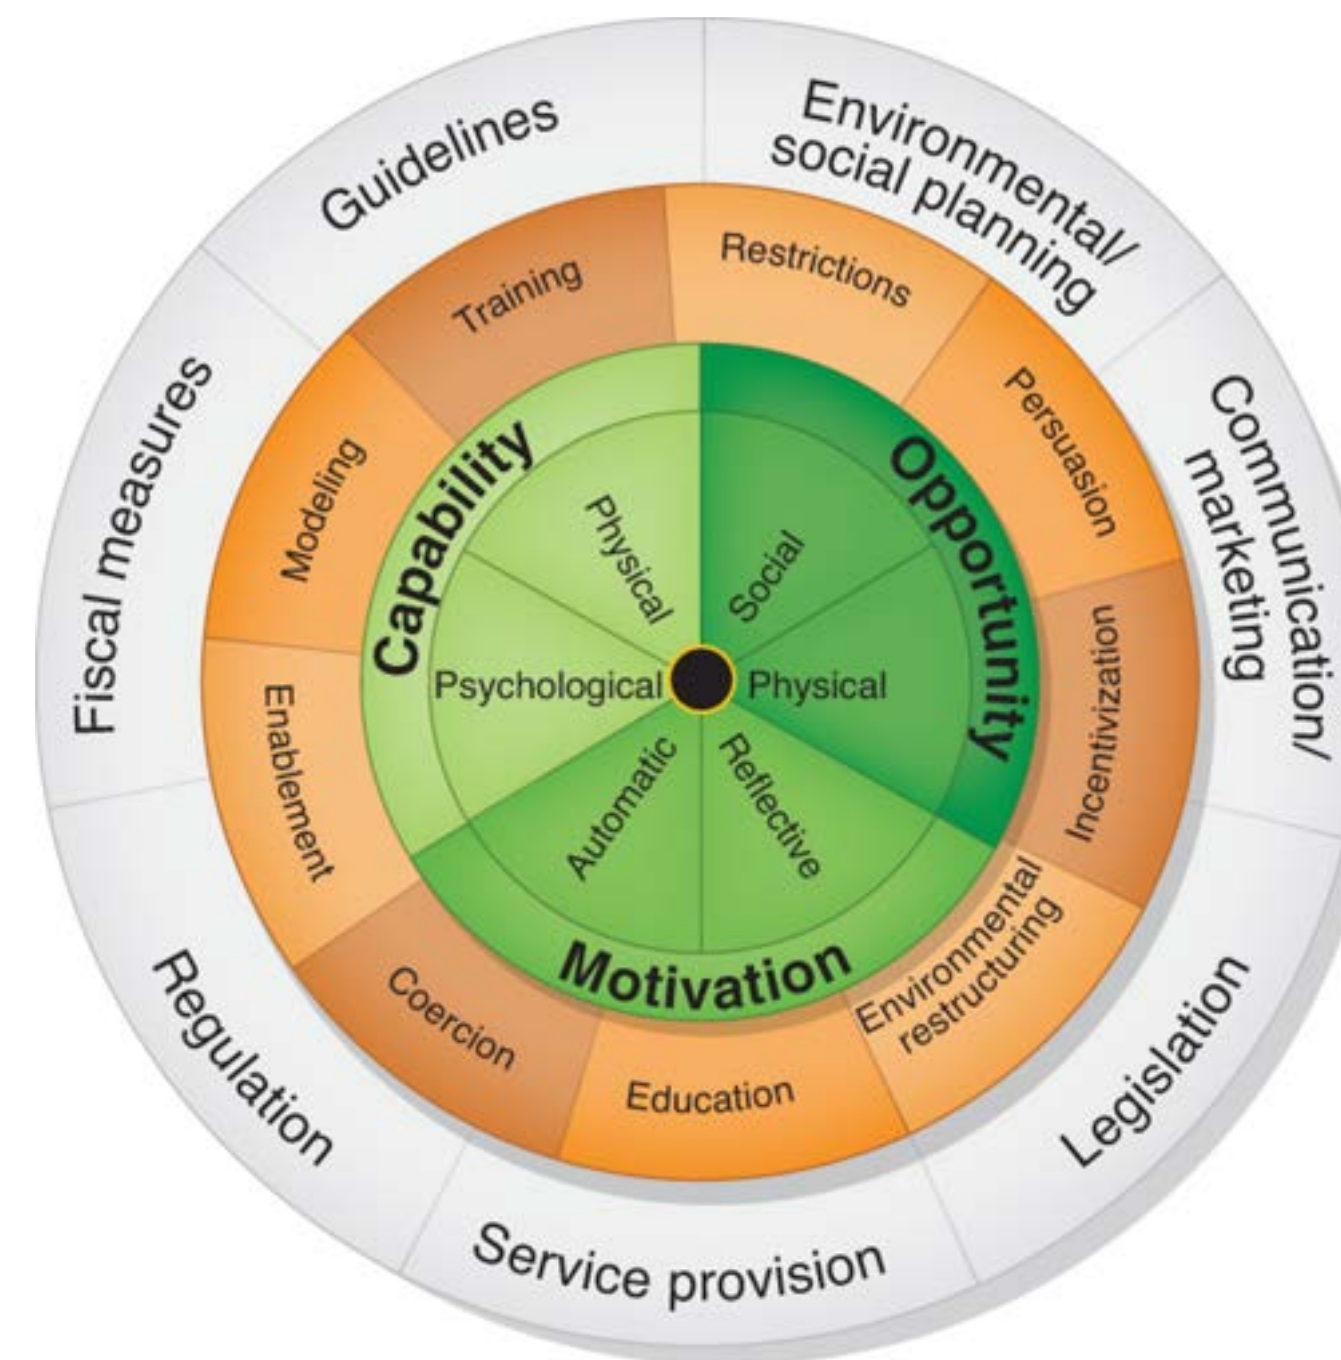 Guidelines
Environmental/
social planning
Communication/
marketing
Legislation
Service provision
Regulation
Fiscal measures
Training
Restrictions
Persuasion
Incentivization
Environmental
restructuring
Education
Coercion
Enablement
Modeling
Capability
Opportunity
Motivation
Physical
Social
Physical
Reflective
Automatic
Psychological